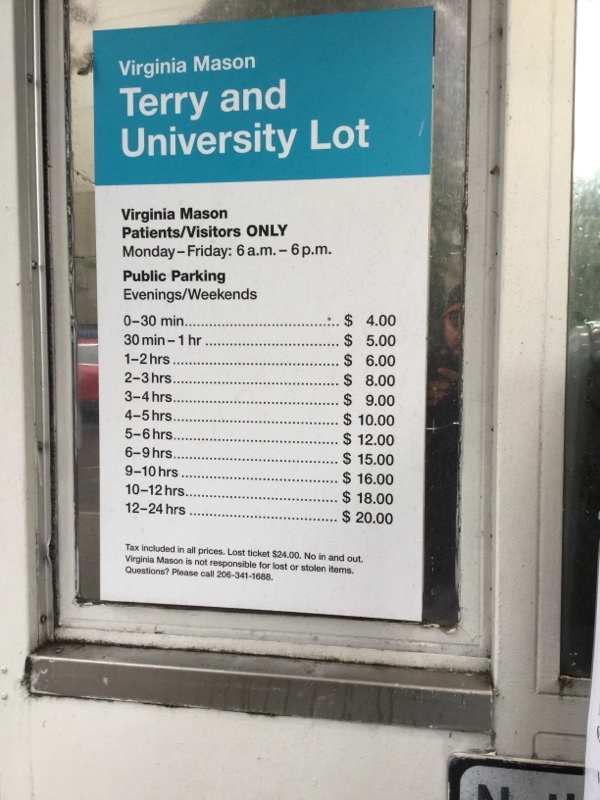 Virginia Mason
Terry and
University Lot
Virginia Mason
Patients/Visitors ONLY
Monday–Friday: 6 a.m. – 6 p.m.
Public Parking
Evenings/Weekends
0–30 min. $ 4.00
30 min – 1 hr $ 5.00
1–2 hrs $ 6.00
2–3 hrs $ 8.00
3–4 hrs $ 9.00
4–5 hrs $ 10.00
5–6 hrs $ 12.00
6–9 hrs $ 15.00
9–10 hrs $ 16.00
10–12 hrs $ 18.00
12–24 hrs $ 20.00
Tax included in all prices. Lost ticket $24.00. No in and out.
Virginia Mason is not responsible for lost or stolen items.
Questions? Please call 206-341-1688.